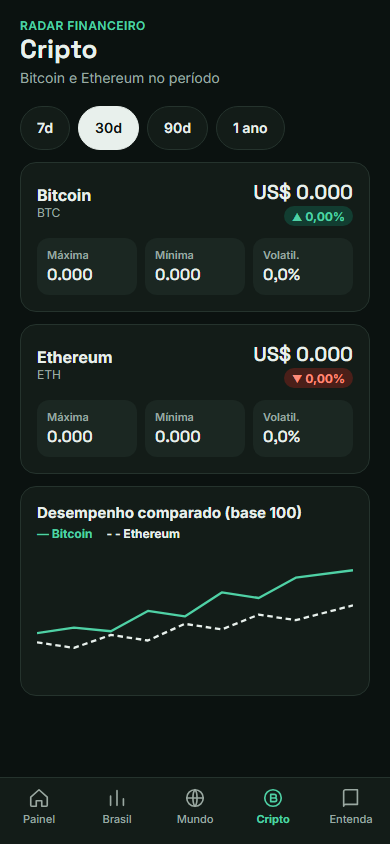 RADAR FINANCEIRO
Cripto
Bitcoin e Ethereum no período
7d 30d 90d 1 ano
Bitcoin US$ 0.000
BTC ▲ 0,00%
Máxima Mínima Volatil.
0.000 0.000 0,0%
Ethereum US$ 0.000
ETH ▼ 0,00%
Máxima Mínima Volatil.
0.000 0.000 0,0%
Desempenho comparado (base 100)
— Bitcoin - - Ethereum
Painel Brasil Mundo Cripto Entenda